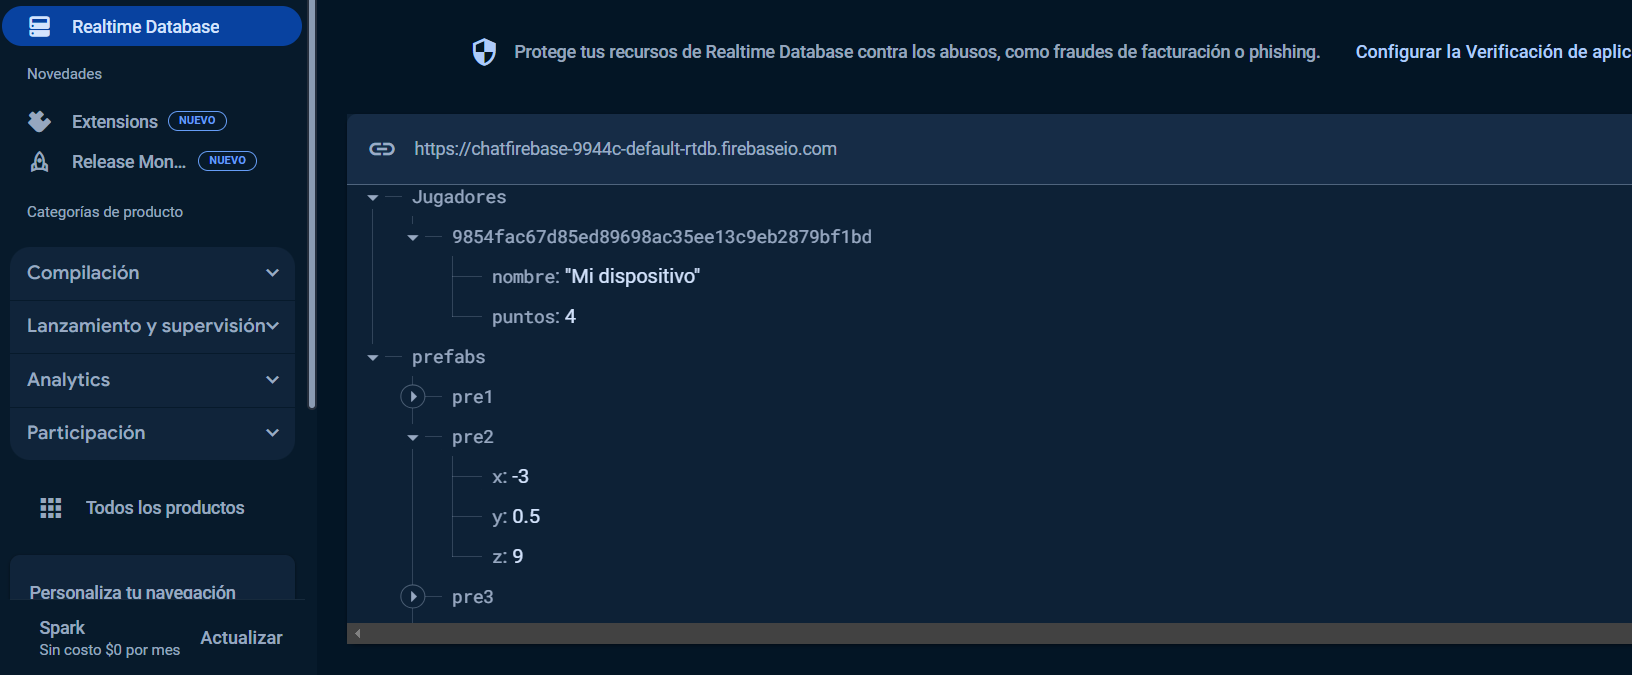 Realtime Database
Novedades
Extensions NUEVO
Release Mon... NUEVO
Categorías de producto
Compilación
Lanzamiento y supervisión
Analytics
Participación
Todos los productos
Personaliza tu navegación
Spark
Sin costo $0 por mes
Actualizar
Protege tus recursos de Realtime Database contra los abusos, como fraudes de facturación o phishing. Configurar la Verificación de aplic
https://chatfirebase-9944c-default-rtdb.firebaseio.com
Jugadores
9854fac67d85ed89698ac35ee13c9eb2879bf1bd
nombre: "Mi dispositivo"
puntos: 4
prefabs
pre1
pre2
x: -3
y: 0.5
z: 9
pre3